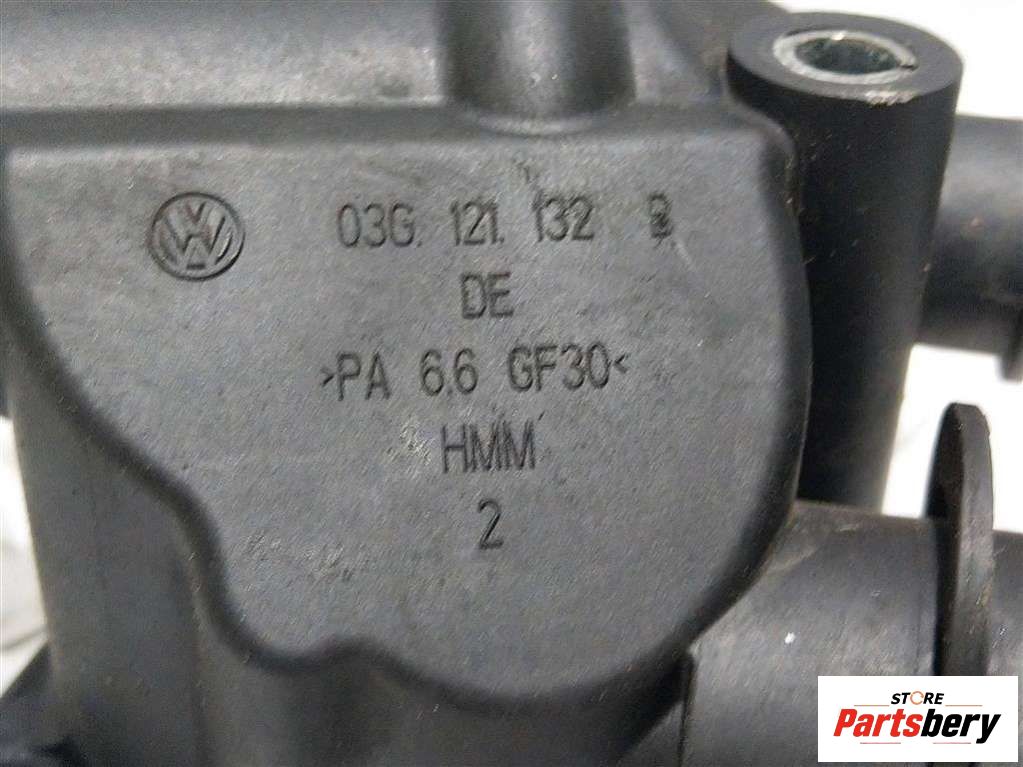 03G. 121. 132 B
DE
>PA 6.6 GF30<
HMM
2
STORE
Partsbery